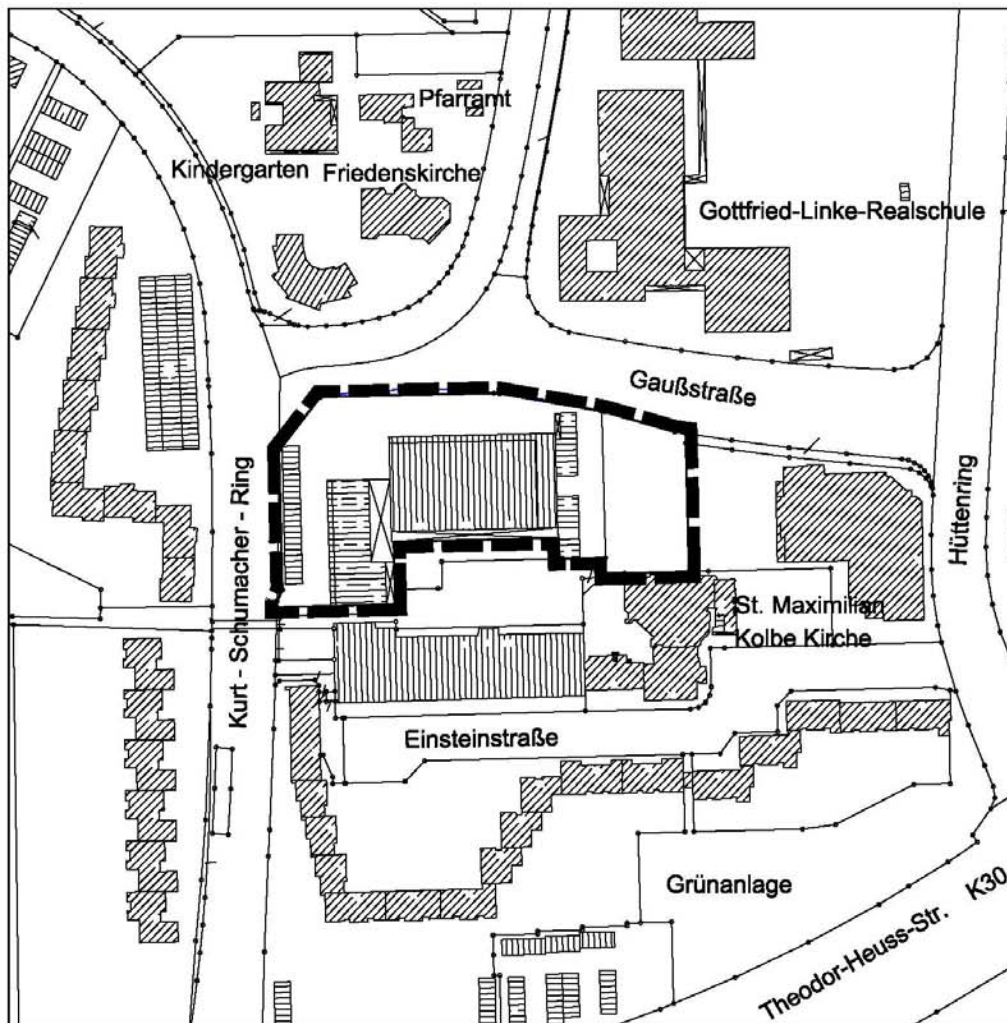 Pfarramt
Kindergarten
Friedenskirche
Gottfried-Linke-Realschule
Gaußstraße
Kurt - Schumacher - Ring
Hüttenring
St. Maximilian
Kolbe Kirche
Einsteinstraße
Grünanlage
Theodor-Heuss-Str. K30